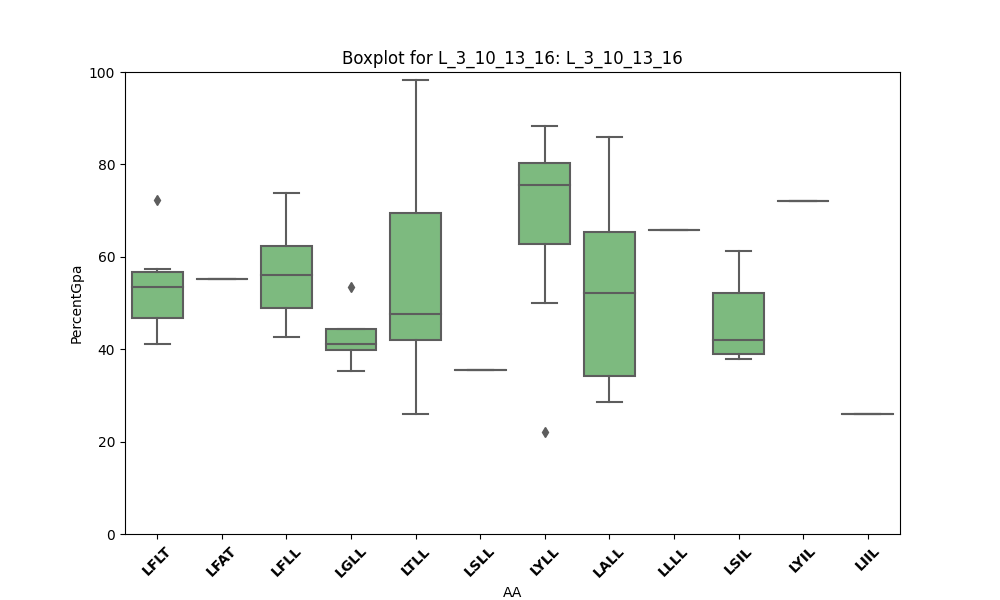 Boxplot for L_3_10_13_16: L_3_10_13_16
PercentGpa
100
80
60
40
20
0
LFLT LFAT LFLL LGLL LTLL LSLL LYLL LALL LLLL LSIL LYIL LIIL
AA